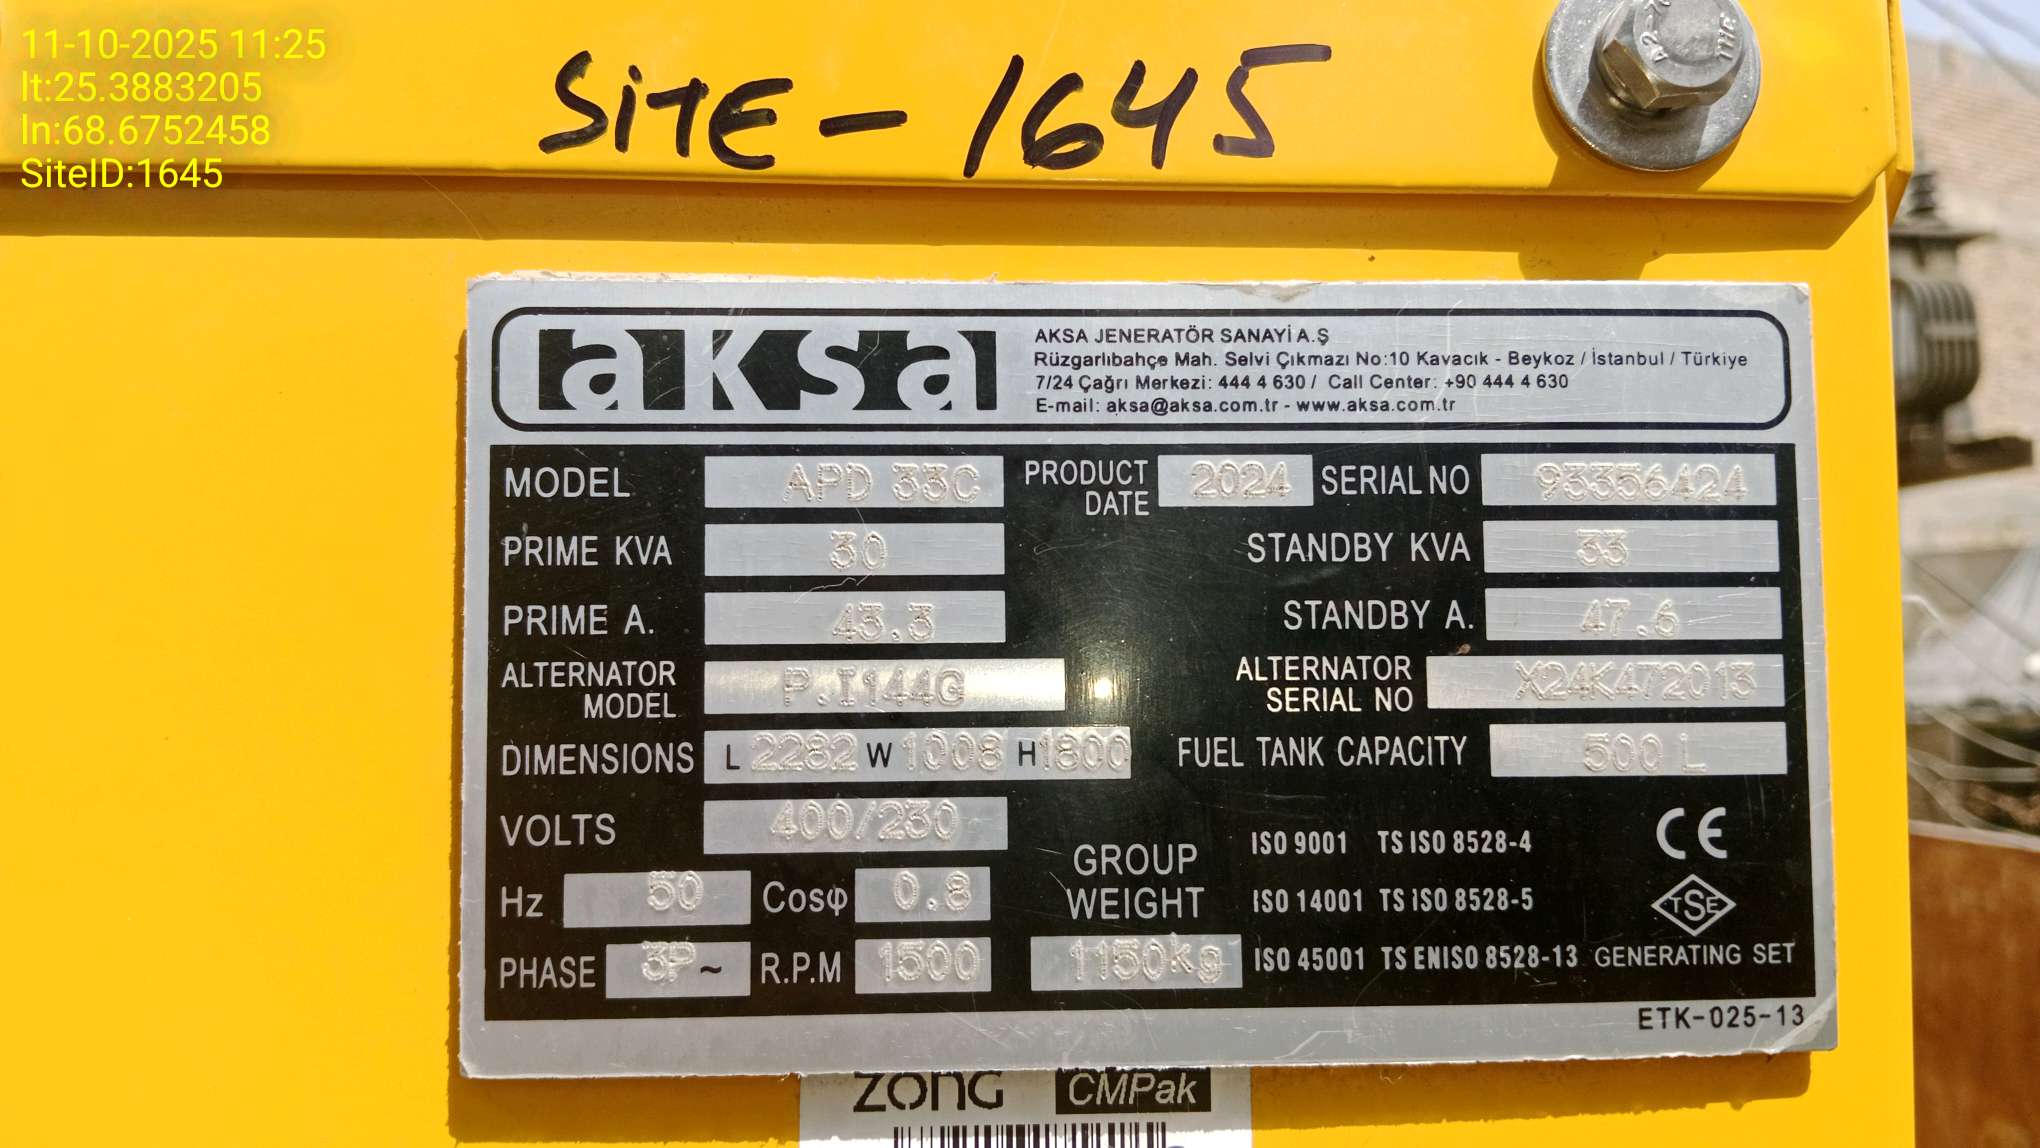 11-10-2025 11:25
lt:25.3883205
ln:68.6752458
SiteID:1645
SiTE-1645
A2-70
THE
aksa
AKSA JENERATÖR SANAYİ A.Ş
Rüzgarlıbahçe Mah. Selvi Çıkmazı No:10 Kavacık - Beykoz / İstanbul / Türkiye
7/24 Çağrı Merkezi: 444 4 630 / Call Center: +90 444 4 630
E-mail: aksa@aksa.com.tr - www.aksa.com.tr
MODEL APD 33C PRODUCT DATE 2024 SERIAL NO 93356424
PRIME KVA 30 STANDBY KVA 33
PRIME A. 43.3 STANDBY A. 47.6
ALTERNATOR MODEL P.I144G ALTERNATOR SERIAL NO X24K472013
DIMENSIONS L 2282 W 1008 H 1800 FUEL TANK CAPACITY 500 L
VOLTS 400/230
Hz 50 Cosφ 0.8
PHASE 3P~ R.P.M 1500
GROUP WEIGHT 1150kg
ISO 9001 TS ISO 8528-4
ISO 14001 TS ISO 8528-5
ISO 45001 TS EN ISO 8528-13
CE
TSE
GENERATING SET
ETK-025-13
ZONG CMPak